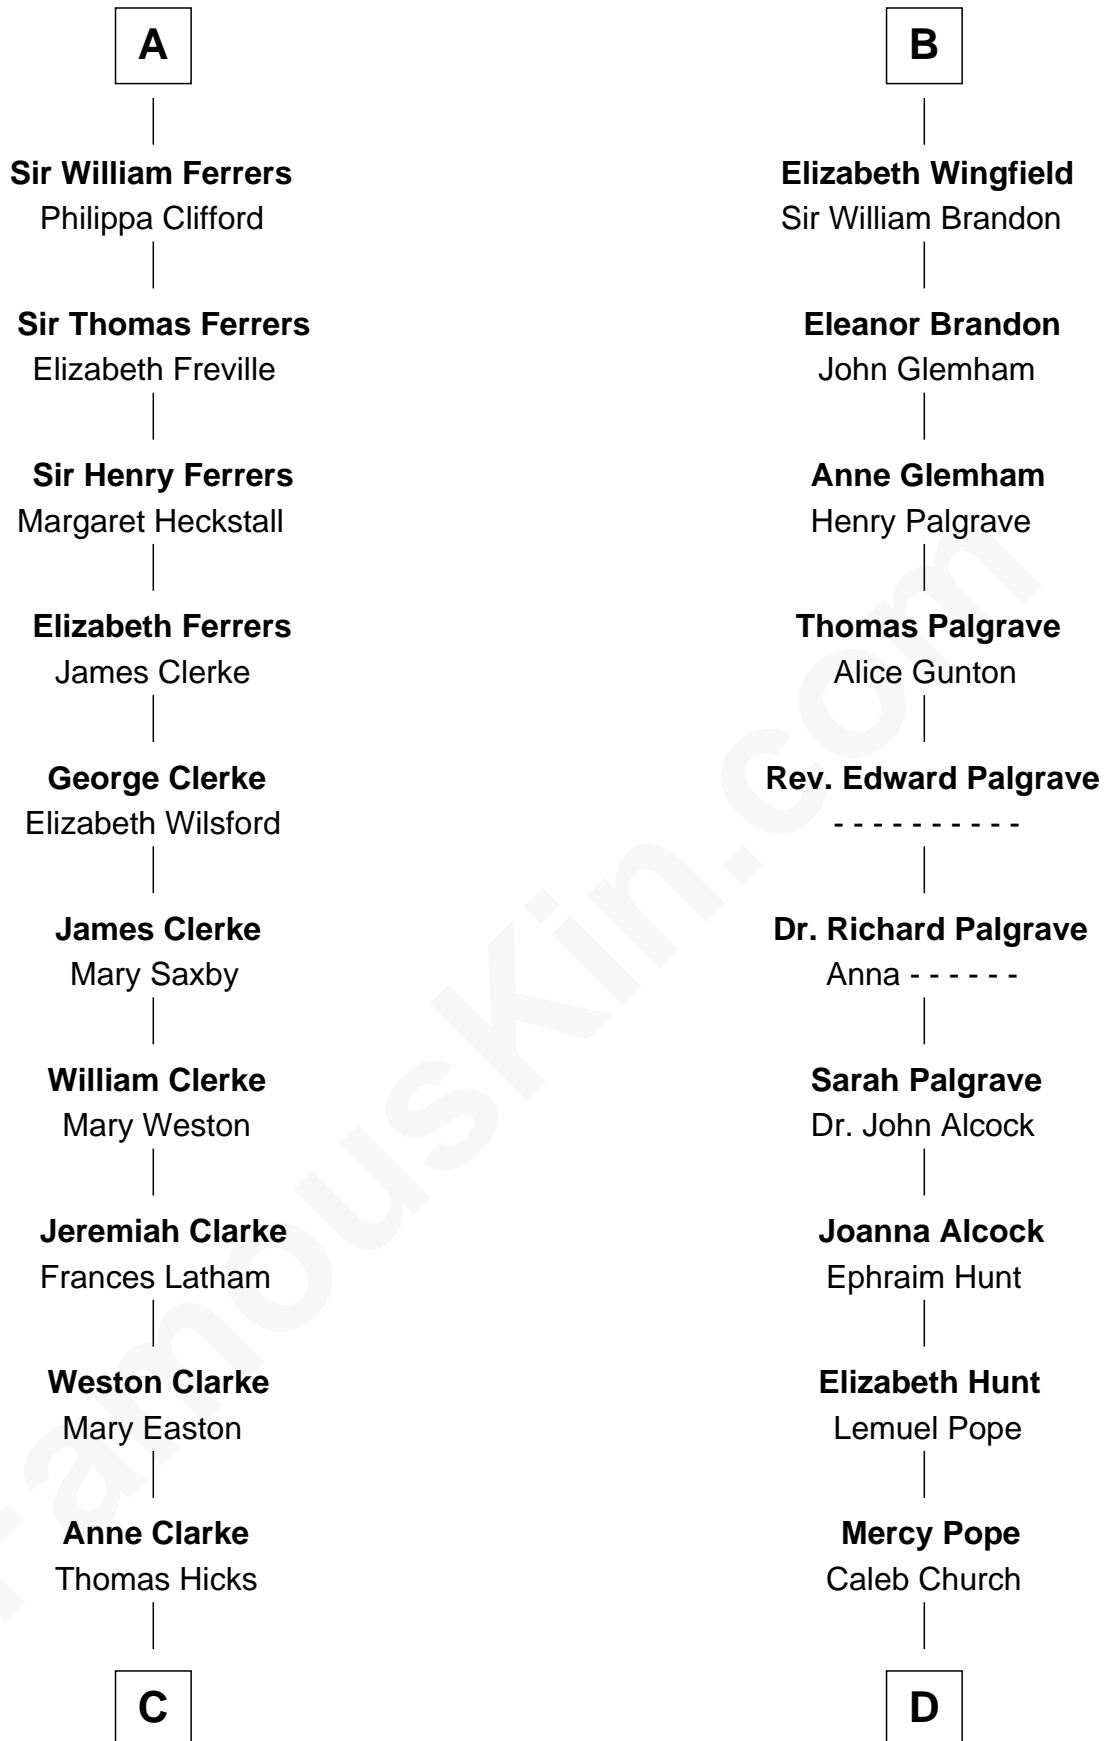 A
Sir William Ferrers
Philippa Clifford
Sir Thomas Ferrers
Elizabeth Freville
Sir Henry Ferrers
Margaret Heckstall
Elizabeth Ferrers
James Clerke
George Clerke
Elizabeth Wilsford
James Clerke
Mary Saxby
William Clerke
Mary Weston
Jeremiah Clarke
Frances Latham
Weston Clarke
Mary Easton
Anne Clarke
Thomas Hicks
C
B
Elizabeth Wingfield
Sir William Brandon
Eleanor Brandon
John Glemham
Anne Glemham
Henry Palgrave
Thomas Palgrave
Alice Gunton
Rev. Edward Palgrave
- - - - - - - - - -
Dr. Richard Palgrave
Anna - - - - - -
Sarah Palgrave
Dr. John Alcock
Joanna Alcock
Ephraim Hunt
Elizabeth Hunt
Lemuel Pope
Mercy Pope
Caleb Church
D
FamousKin.com